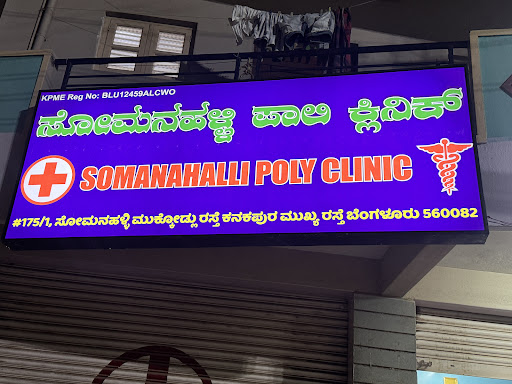 KPME Reg No: BLU12459ALCWO
ಸೋಮನಹಳ್ಳಿ ಪಾಲಿ ಕ್ಲಿನಿಕ್
SOMANAHALLI POLY CLINIC
#175/1, ಸೋಮನಹಳ್ಳಿ ಮುಕ್ಕೋಡ್ಲು ರಸ್ತೆ ಕನಕಪುರ ಮುಖ್ಯ ರಸ್ತೆ ಬೆಂಗಳೂರು 560082